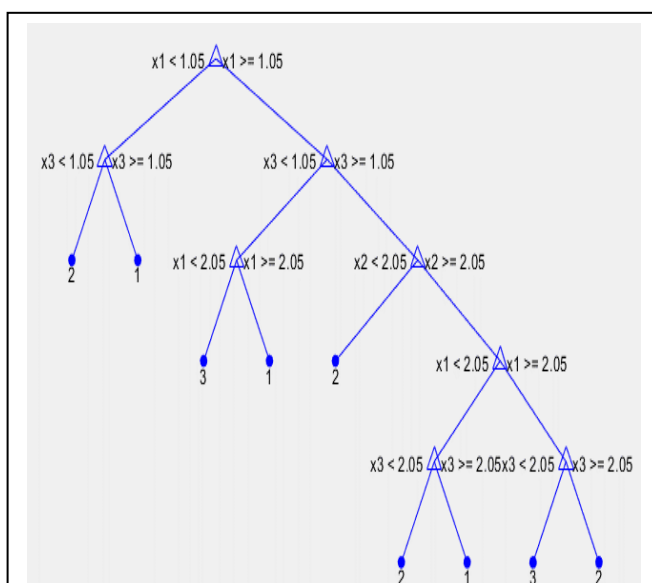 x1 < 1.05 x1 >= 1.05
x3 < 1.05 x3 >= 1.05 x3 < 1.05 x3 >= 1.05
2 1 x1 < 2.05 x1 >= 2.05 x2 < 2.05 x2 >= 2.05
3 1 2 x1 < 2.05 x1 >= 2.05
x3 < 2.05 x3 >= 2.05 x3 < 2.05 x3 >= 2.05
2 1 3 2